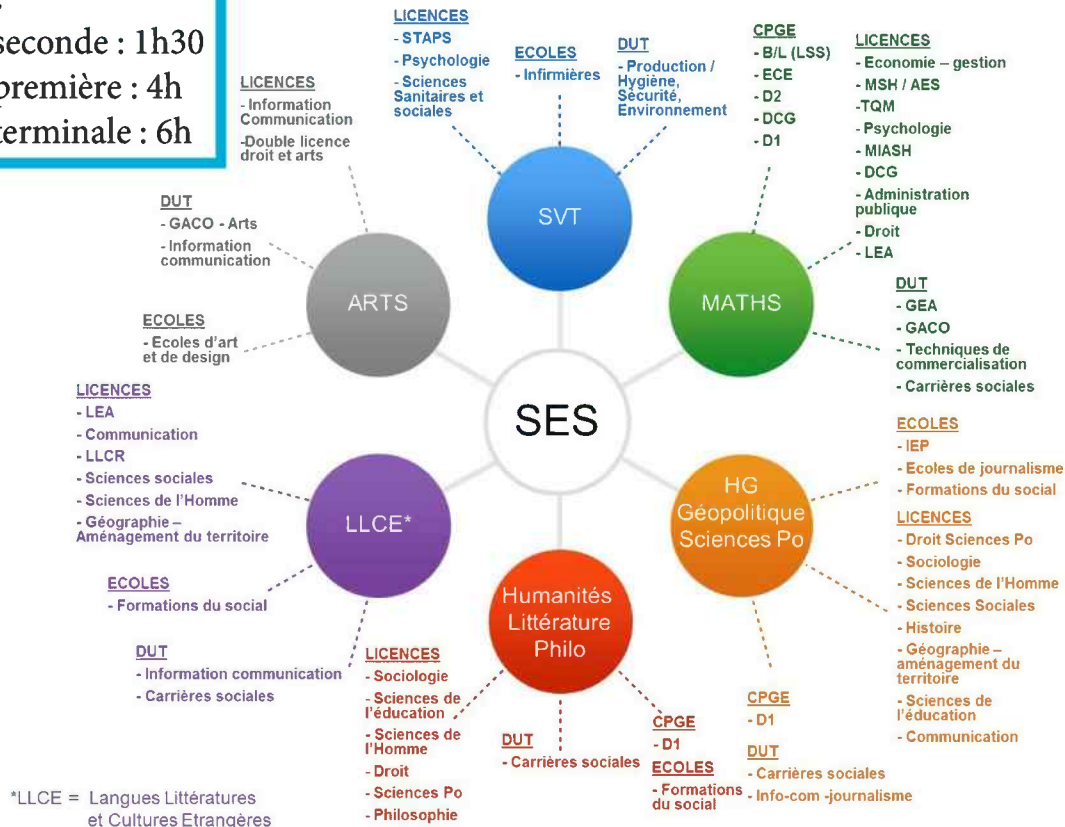 seconde : 1h30
première : 4h
terminale : 6h
LICENCES
- Information
Communication
-Double licence
droit et arts
DUT
- GACO - Arts
- Information
communication
ECOLES
- Ecoles d'art
et de design
ARTS
LICENCES
- STAPS
- Psychologie
- Sciences
Sanitaires et
sociales
ECOLES
- Infirmières
DUT
- Production /
Hygiène,
Sécurité,
Environnement
SVT
CPGE
- B/L (LSS)
- ECE
- D2
- DCG
- D1
LICENCES
- Economie – gestion
- MSH / AES
-TQM
- Psychologie
- MIASH
- DCG
- Administration
publique
- Droit
- LEA
DUT
- GEA
- GACO
- Techniques de
commercialisation
- Carrières sociales
MATHS
SES
LICENCES
- LEA
- Communication
- LLCR
- Sciences sociales
- Sciences de l'Homme
- Géographie –
Aménagement du territoire
ECOLES
- Formations du social
DUT
- Information communication
- Carrières sociales
LLCE*
HG
Géopolitique
Sciences Po
ECOLES
- IEP
- Ecoles de journalisme
- Formations du social
LICENCES
- Droit Sciences Po
- Sociologie
- Sciences de l'Homme
- Sciences Sociales
- Histoire
- Géographie –
aménagement du
territoire
- Sciences de
l'éducation
- Communication
CPGE
- D1
DUT
- Carrières sociales
- Info-com -journalisme
Humanités
Littérature
Philo
LICENCES
- Sociologie
- Sciences de
l'éducation
- Sciences de
l'Homme
- Droit
- Sciences Po
- Philosophie
DUT
- Carrières sociales
CPGE
- D1
ECOLES
- Formations
du social
*LLCE = Langues Littératures
et Cultures Etrangères